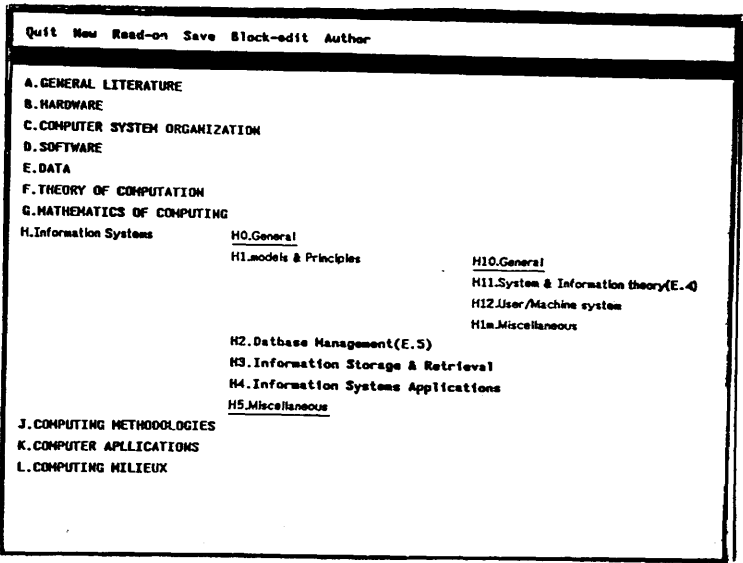 Quit New Read-on Save Block-edit Author
A.GENERAL LITERATURE
B.HARDWARE
C.COMPUTER SYSTEM ORGANIZATION
D.SOFTWARE
E.DATA
F.THEORY OF COMPUTATION
G.MATHEMATICS OF COMPUTING
H.Information Systems H0.General
H1.models & Principles H10.General
H11.System & Information theory(E.4)
H12.User/Machine system
H1m.Miscellaneous
H2.Datbase Management(E.5)
H3.Information Storage & Retrieval
H4.Information Systems Applications
H5.Miscellaneous
J.COMPUTING METHODOLOGIES
K.COMPUTER APLLICATIONS
L.COMPUTING MILIEUX